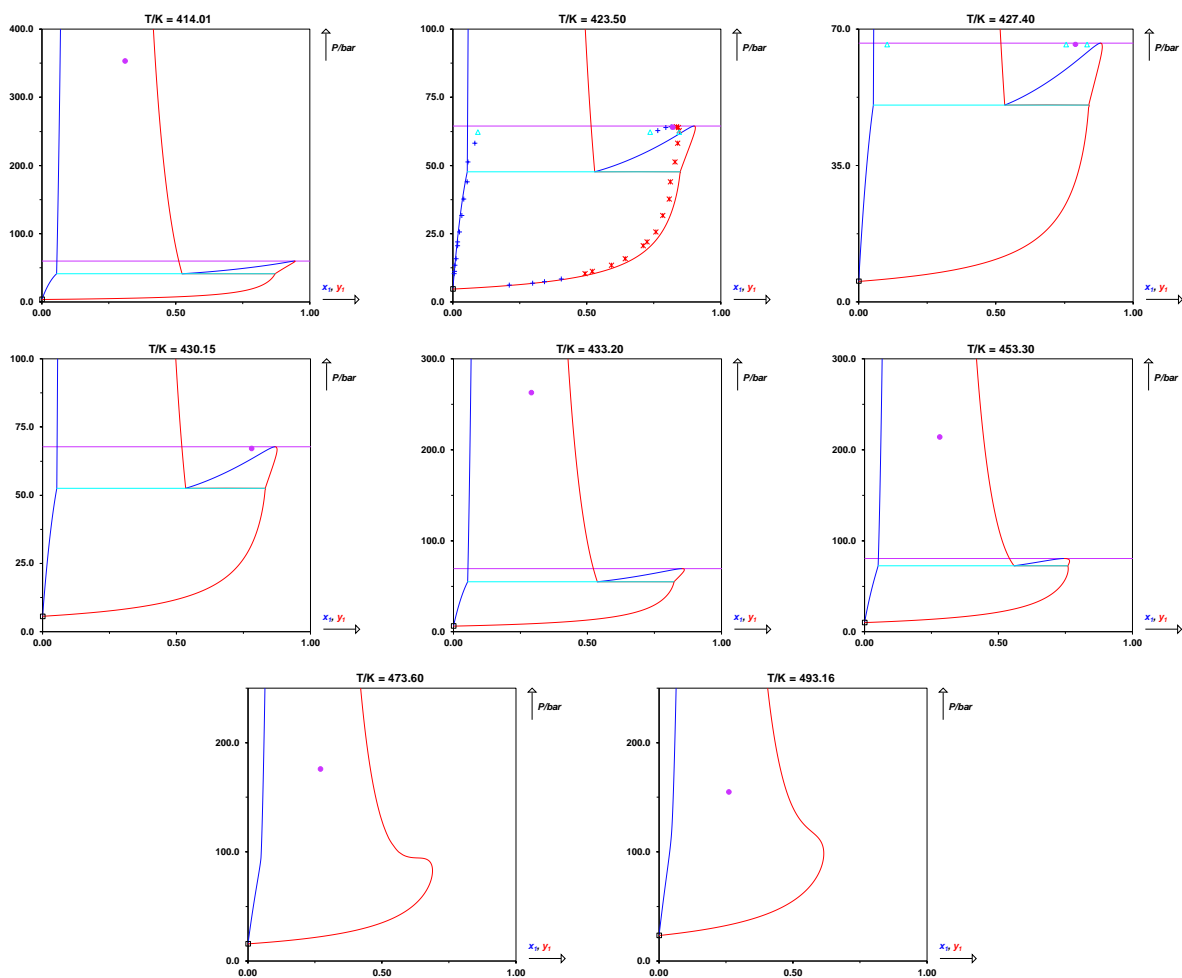 T/K = 414.01
400.0
300.0
200.0
100.0
0.0
0.00
0.50
1.00
P/bar
x₁, y₁
T/K = 423.50
100.0
75.0
50.0
25.0
0.0
0.00
0.50
1.00
P/bar
x₁, y₁
T/K = 427.40
70.0
35.0
0.0
0.00
0.50
1.00
P/bar
x₁, y₁
T/K = 430.15
100.0
75.0
50.0
25.0
0.0
0.00
0.50
1.00
P/bar
x₁, y₁
T/K = 433.20
300.0
200.0
100.0
0.0
0.00
0.50
1.00
P/bar
x₁, y₁
T/K = 453.30
300.0
200.0
100.0
0.0
0.00
0.50
1.00
P/bar
x₁, y₁
T/K = 473.60
200.0
100.0
0.0
0.00
0.50
1.00
P/bar
x₁, y₁
T/K = 493.16
200.0
100.0
0.0
0.00
0.50
1.00
P/bar
x₁, y₁